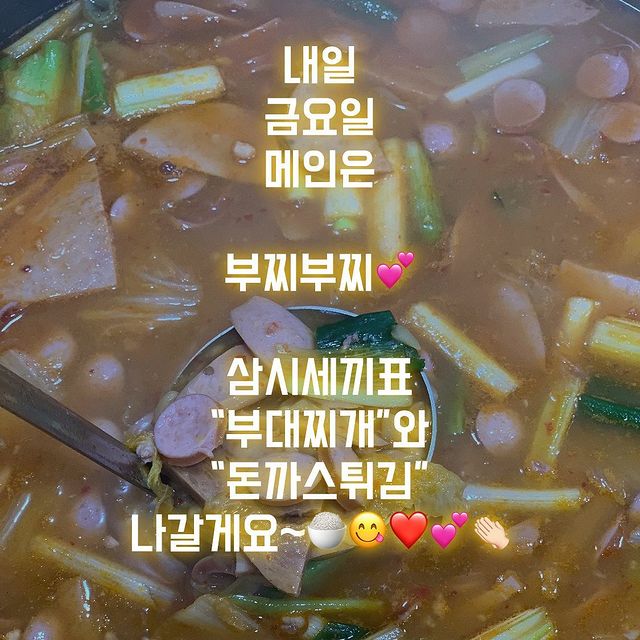 내일
금요일
메인은
부찌부찌💕
삼시세끼표
"부대찌개"와
"돈까스튀김"
나갈게요~🍚😋❤️💕👏🏻